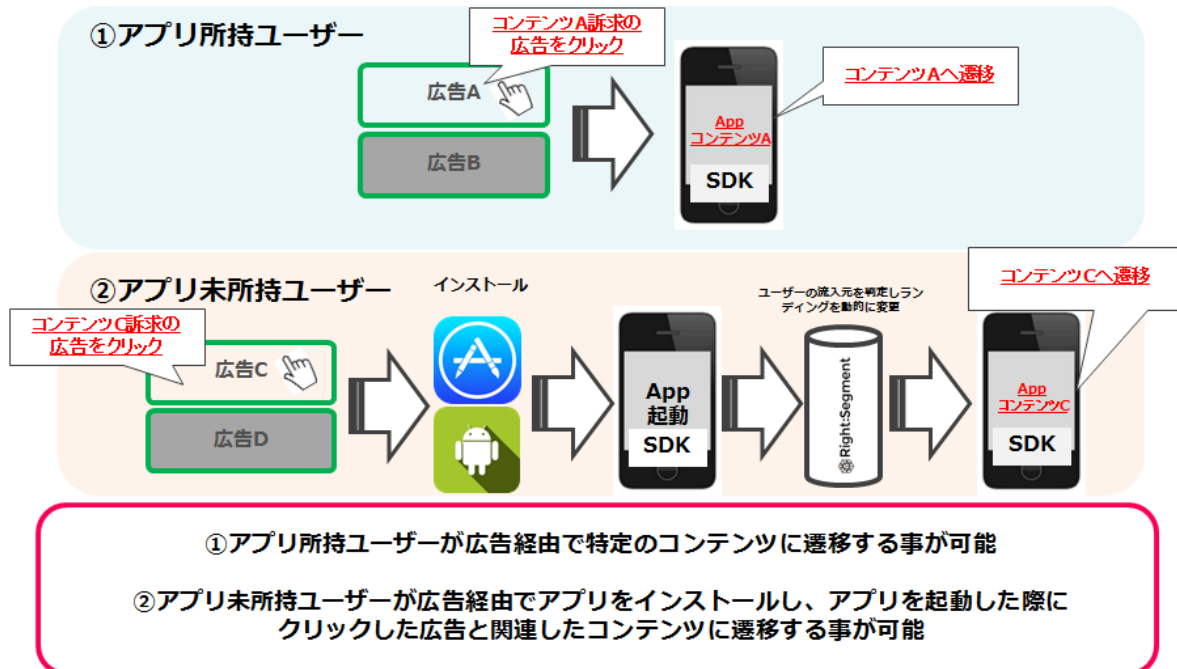 ①アプリ所持ユーザー
コンテンツA訴求の
広告をクリック
広告A
広告B
App
コンテンツA
SDK
コンテンツAへ遷移
②アプリ未所持ユーザー
コンテンツC訴求の
広告をクリック
広告C
広告D
インストール
App
起動
SDK
ユーザーの流入元を判定しラン
ディングを動的に変更
Right:Segment
コンテンツCへ遷移
App
コンテンツC
SDK
①アプリ所持ユーザーが広告経由で特定のコンテンツに遷移する事が可能
②アプリ未所持ユーザーが広告経由でアプリをインストールし、アプリを起動した際に
クリックした広告と関連したコンテンツに遷移する事が可能